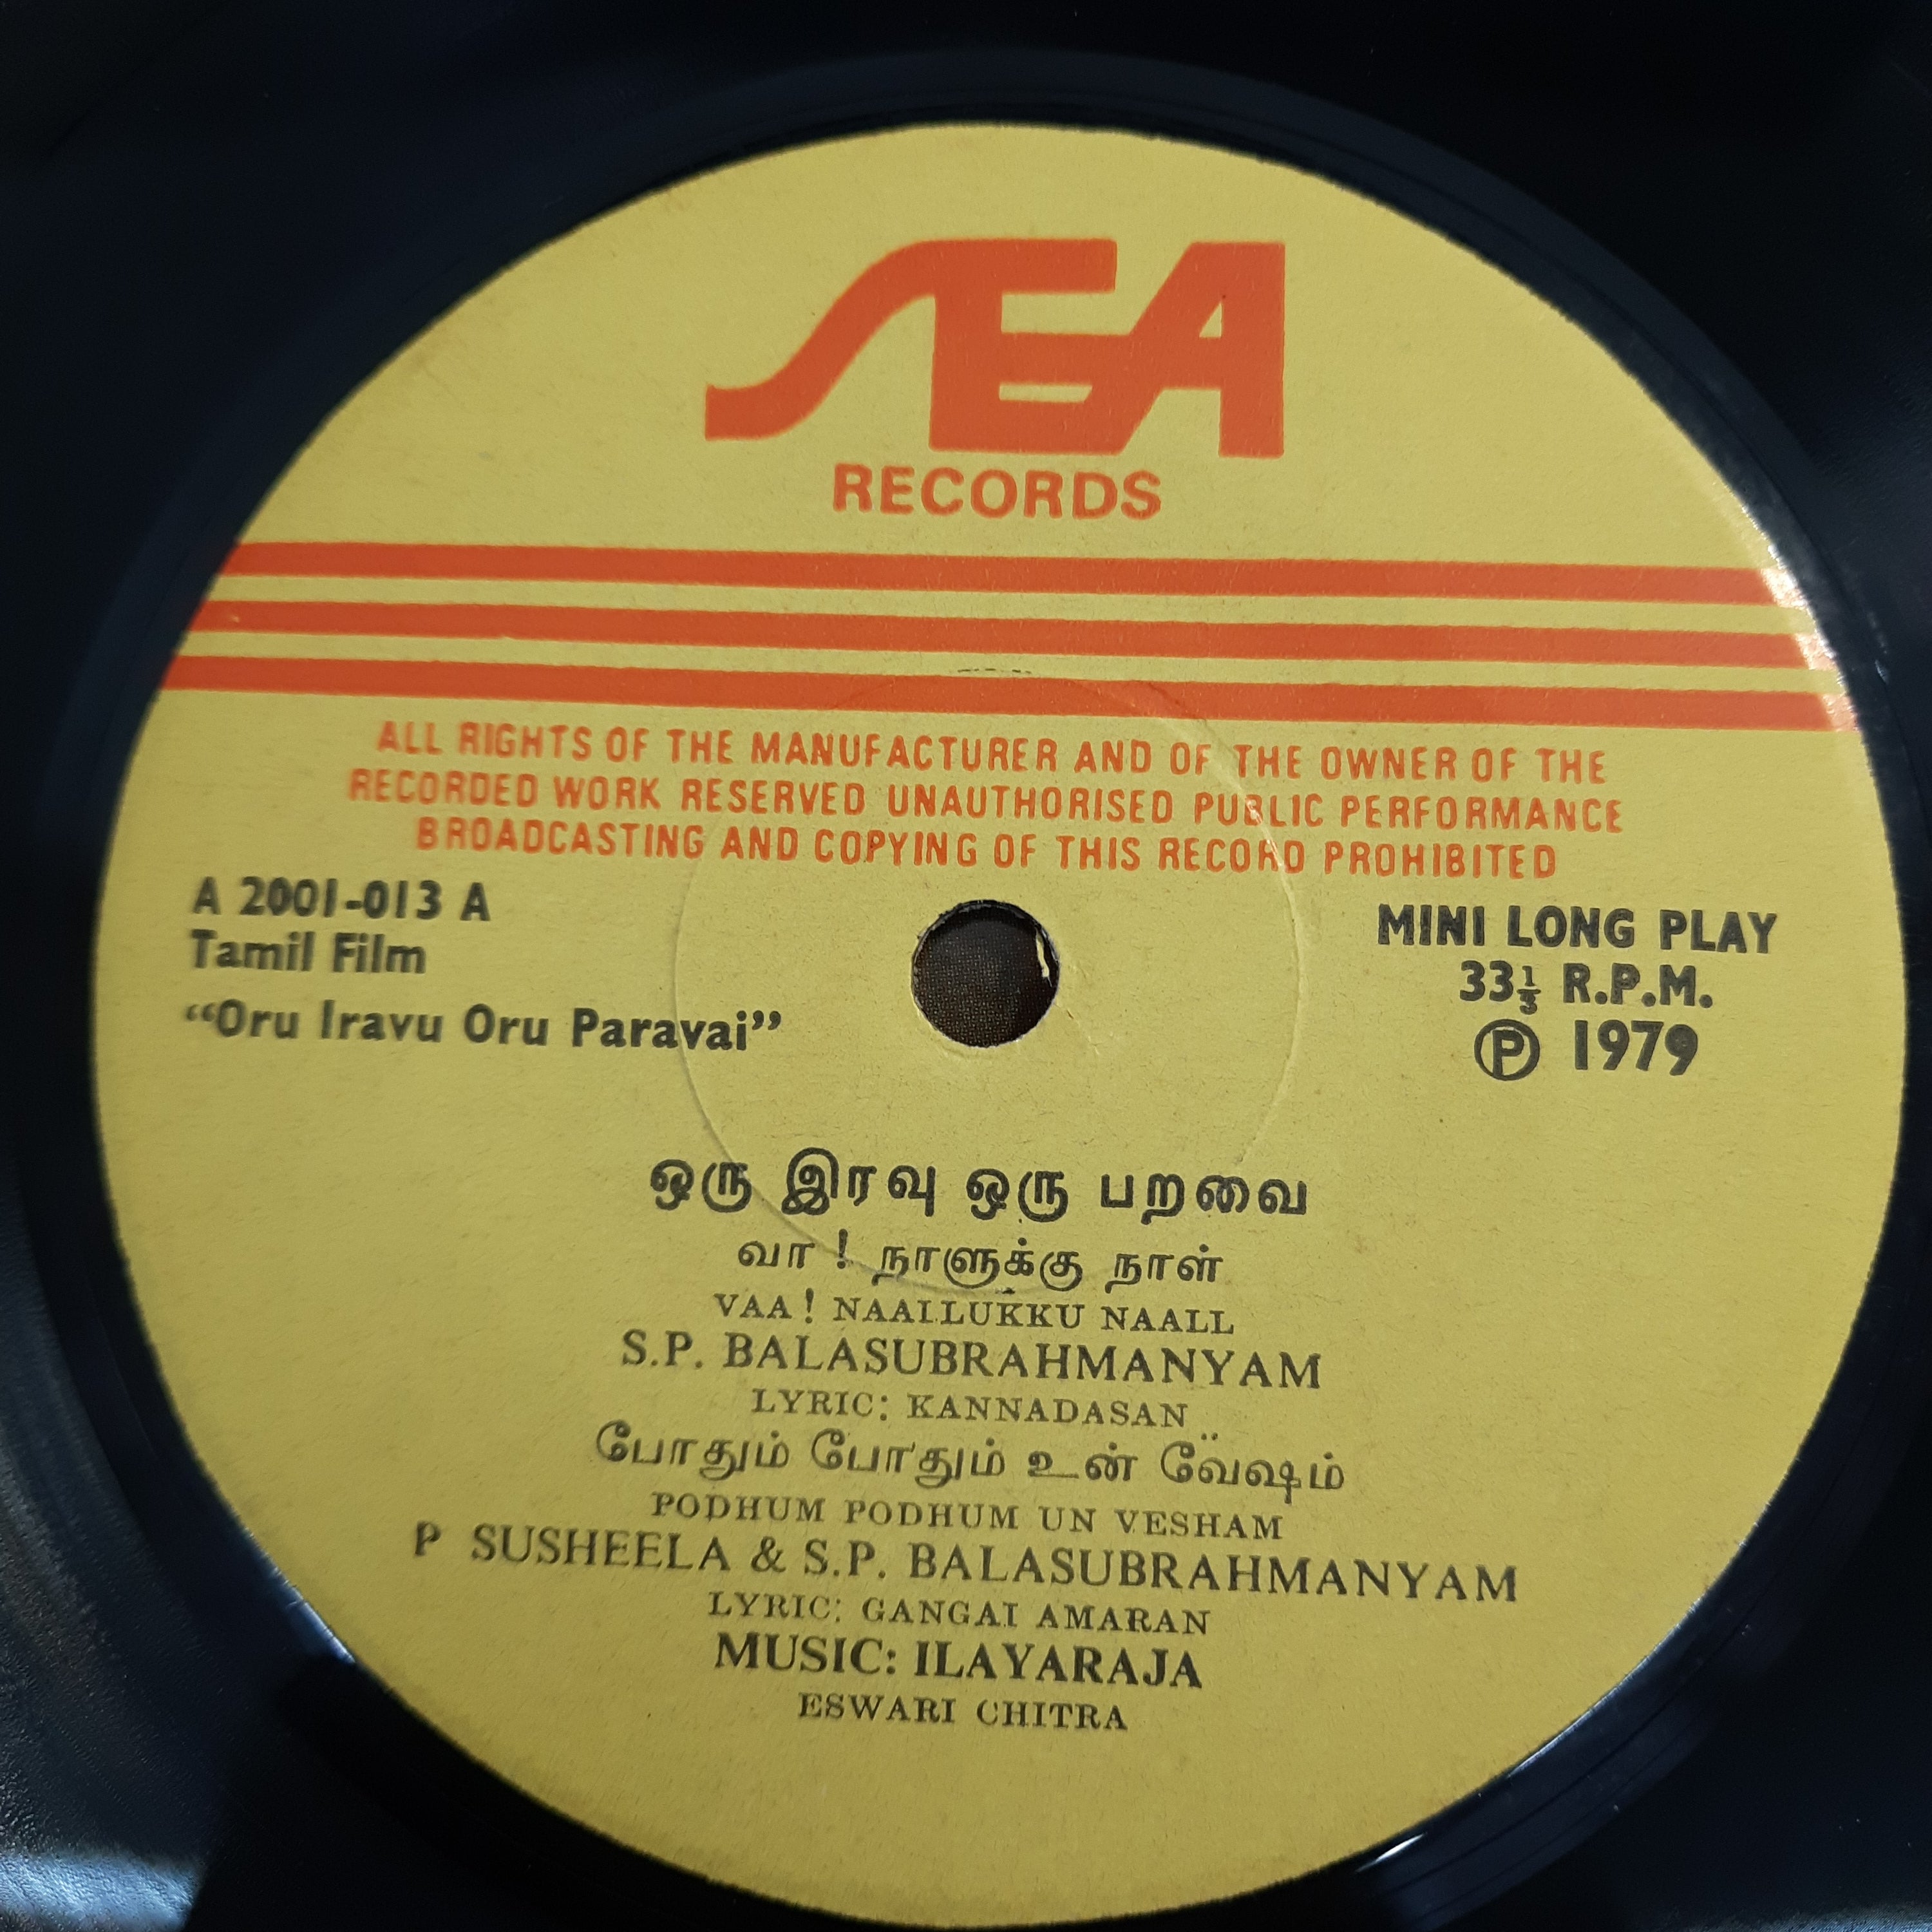 SEA
RECORDS
ALL RIGHTS OF THE MANUFACTURER AND OF THE OWNER OF THE
RECORDED WORK RESERVED UNAUTHORISED PUBLIC PERFORMANCE
BROADCASTING AND COPYING OF THIS RECORD PROHIBITED
A 2001-013 A
Tamil Film
“Oru Iravu Oru Paravai”
MINI LONG PLAY
33⅓ R.P.M.
Ⓟ 1979
ஒரு இரவு ஒரு பறவை
வா ! நாளுக்கு நாள்
VAA! NAALLUKKU NAALL
S.P. BALASUBRAHMANYAM
LYRIC: KANNADASAN
போதும் போதும் உன் வேஷம்
PODHUM PODHUM UN VESHAM
P SUSHEELA & S.P. BALASUBRAHMANYAM
LYRIC: GANGAI AMARAN
MUSIC: ILAYARAJA
ESWARI CHITRA